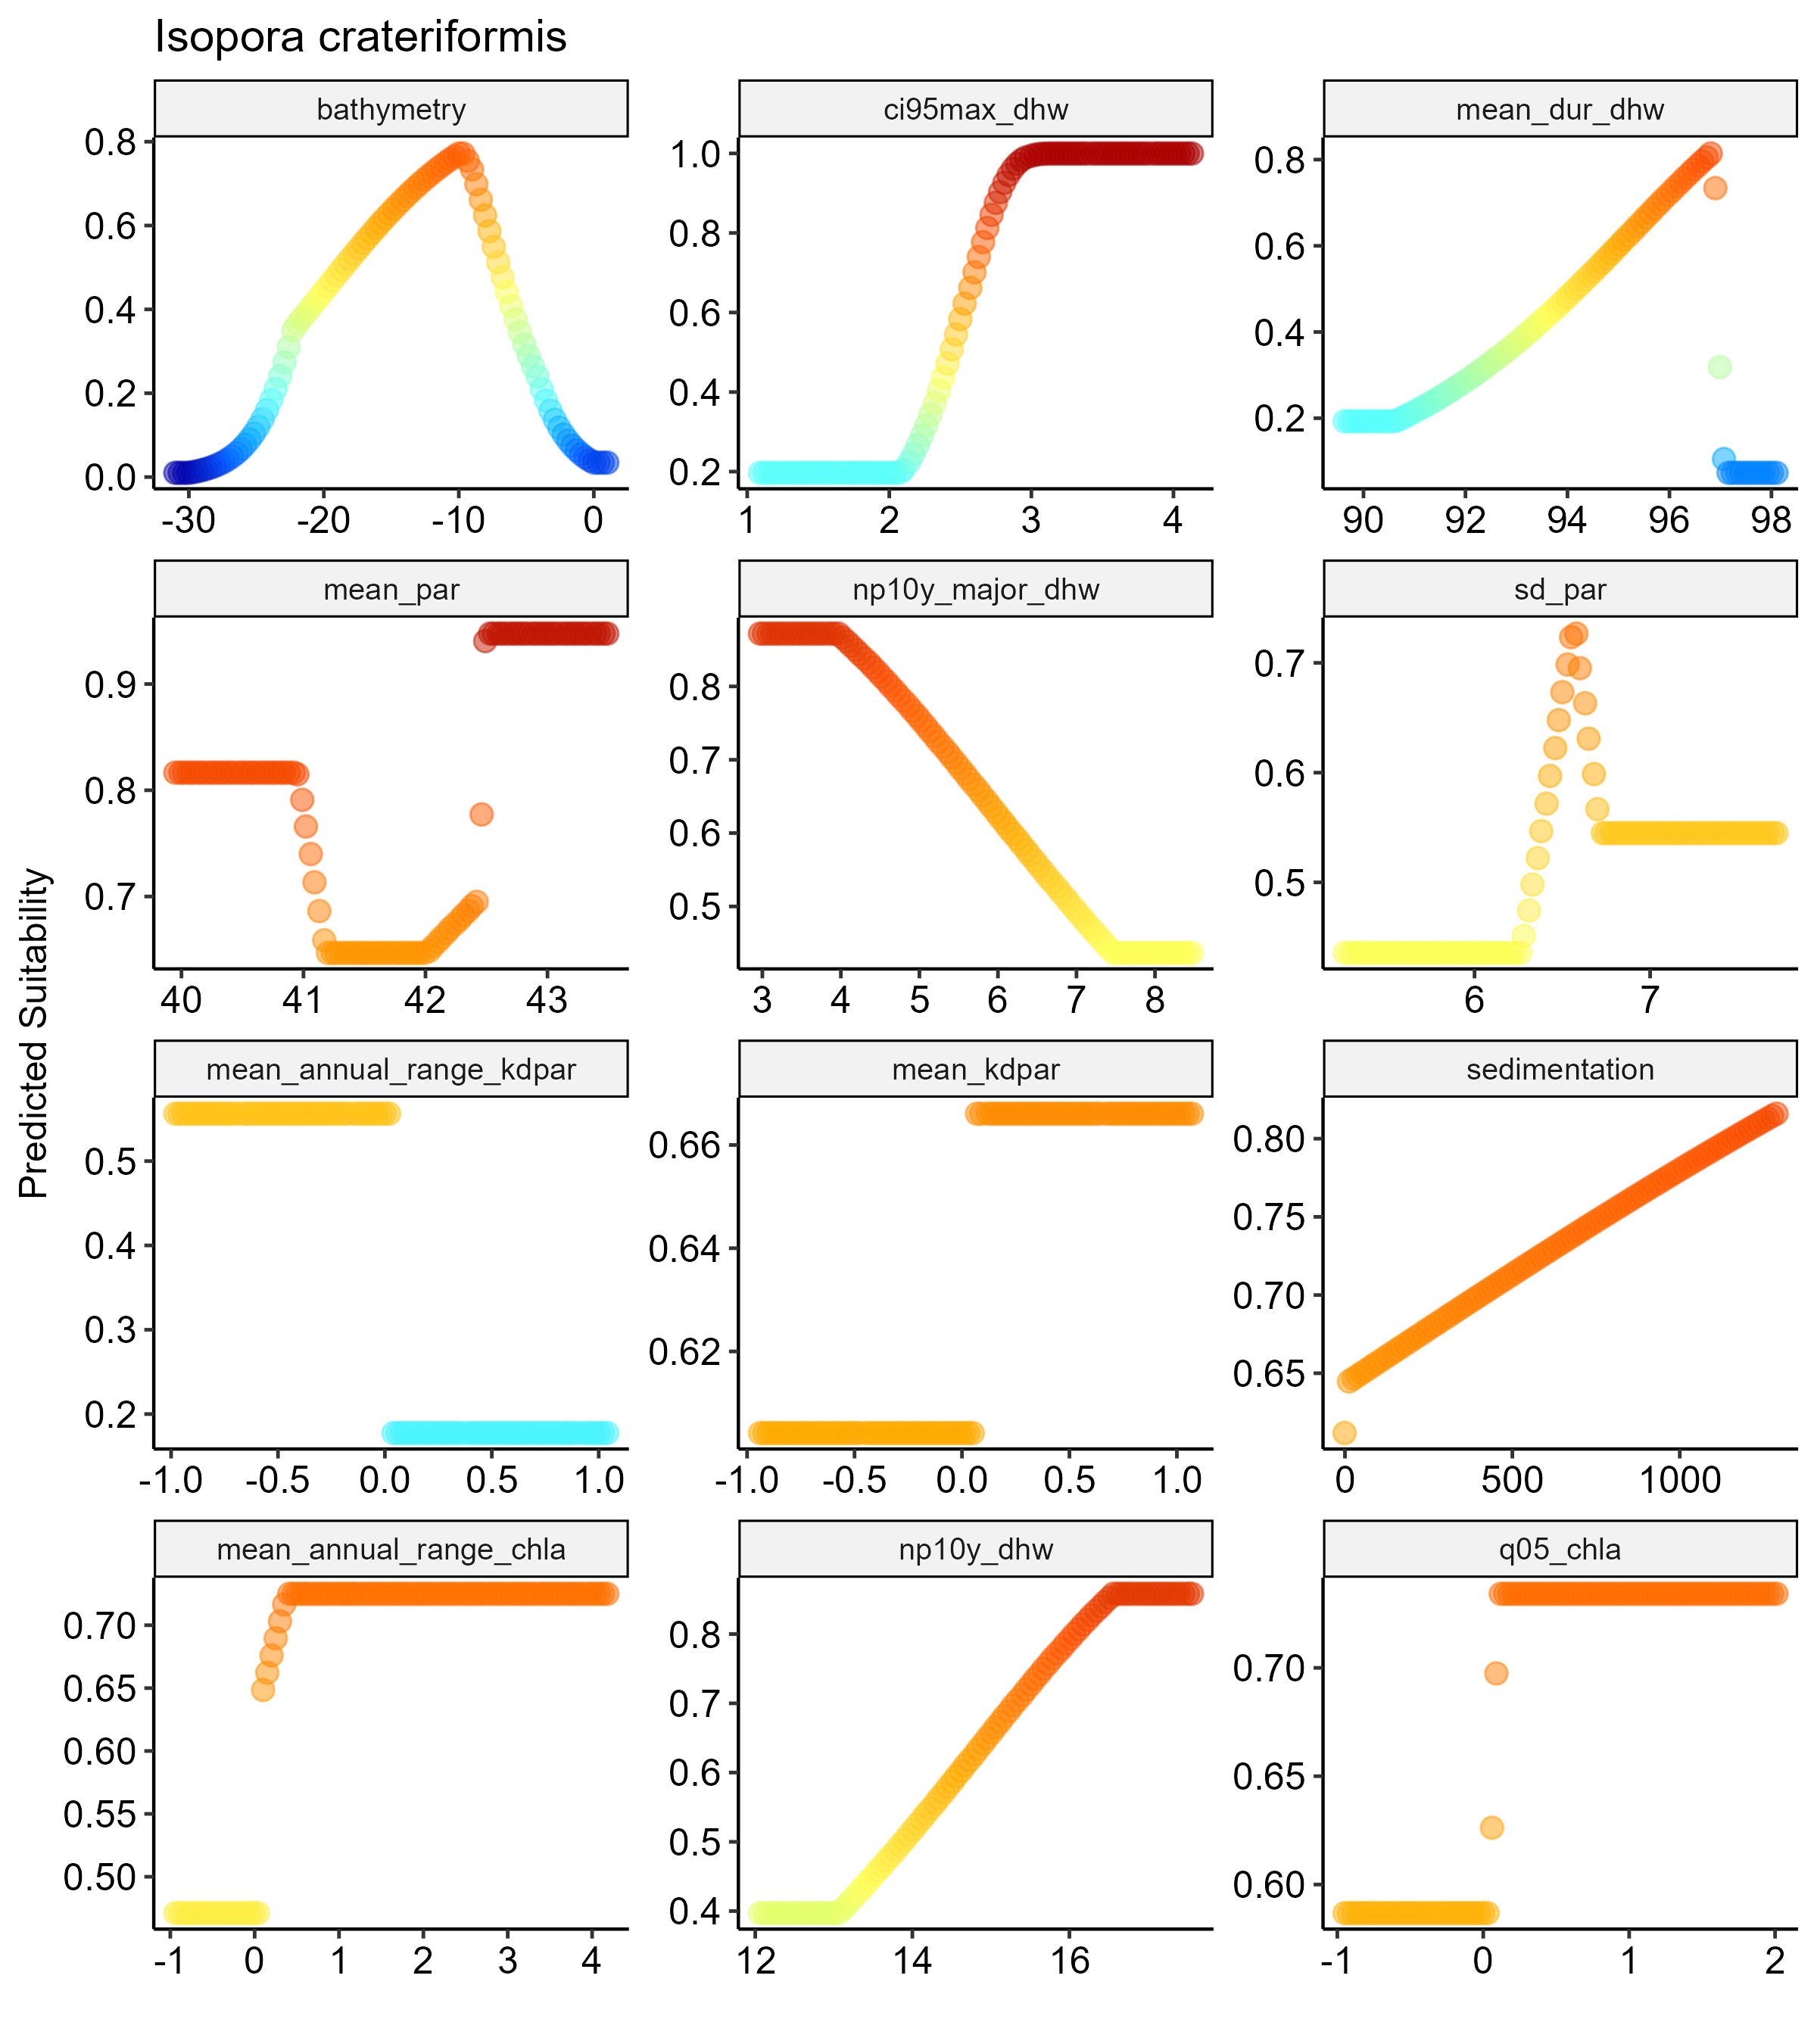 Isopora crateriformis
bathymetry
ci95max_dhw
mean_dur_dhw
0.8
0.6
0.4
0.2
0.0
1.0
0.8
0.6
0.4
0.2
0.8
0.6
0.4
0.2
-30 -20 -10 0
1 2 3 4
90 92 94 96 98
mean_par
np10y_major_dhw
sd_par
0.9
0.8
0.7
0.8
0.7
0.6
0.5
0.7
0.6
0.5
40 41 42 43
3 4 5 6 7 8
6 7
Predicted Suitability
mean_annual_range_kdpar
mean_kdpar
sedimentation
0.5
0.4
0.3
0.2
0.66
0.64
0.62
0.80
0.75
0.70
0.65
-1.0 -0.5 0.0 0.5 1.0
-1.0 -0.5 0.0 0.5 1.0
0 500 1000
mean_annual_range_chla
np10y_dhw
q05_chla
0.70
0.65
0.60
0.55
0.50
0.8
0.7
0.6
0.5
0.4
0.70
0.65
0.60
-1 0 1 2 3 4
12 14 16
-1 0 1 2